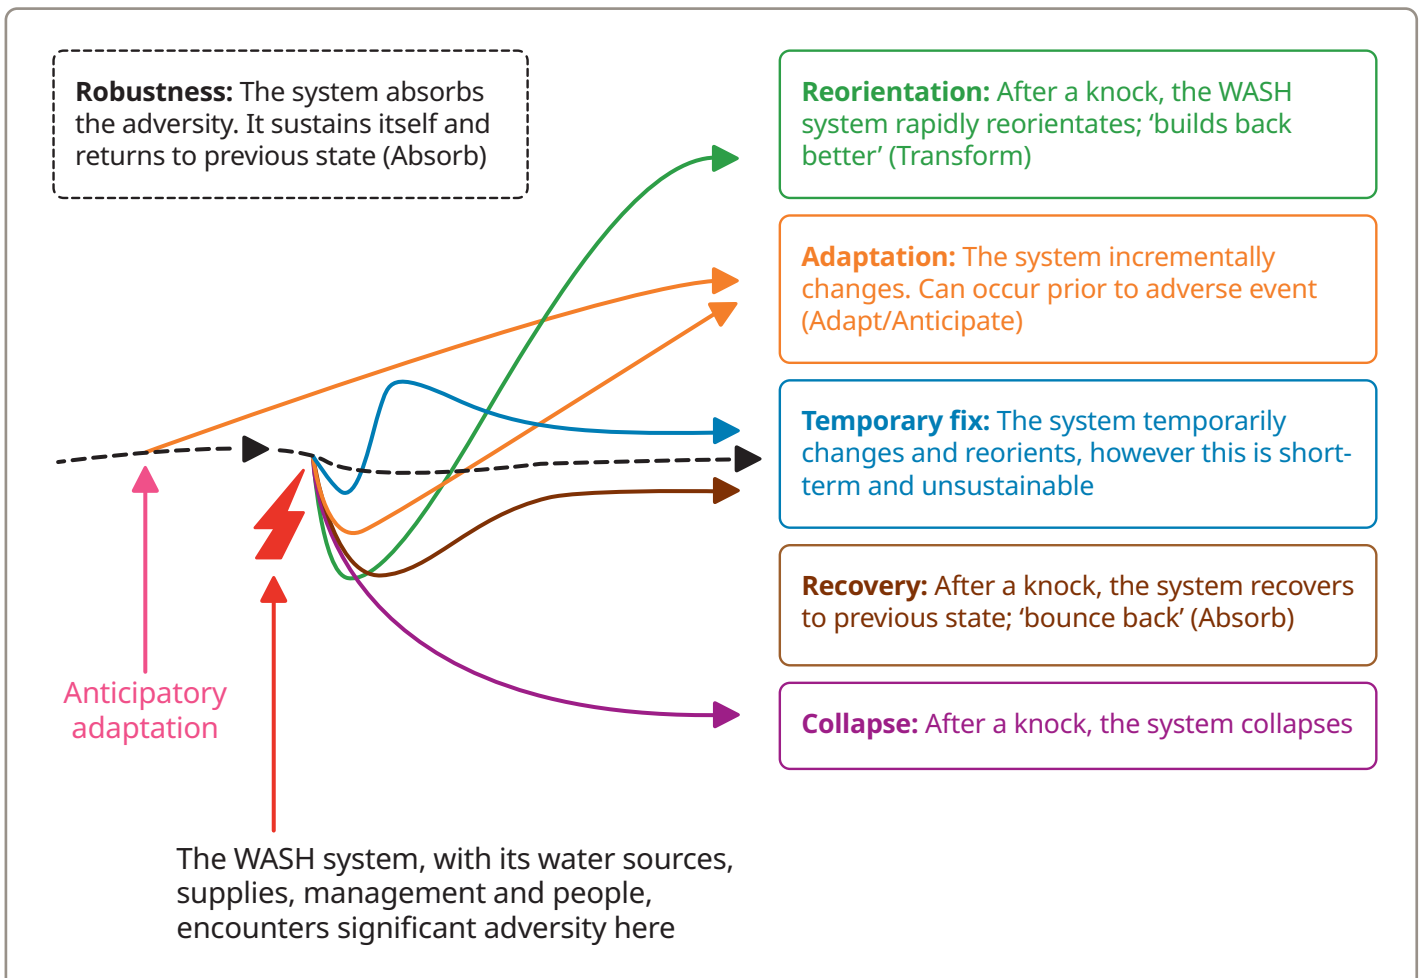 Robustness: The system absorbs
the adversity. It sustains itself and
returns to previous state (Absorb)
Reorientation: After a knock, the WASH
system rapidly reorientates; ‘builds back
better’ (Transform)
Adaptation: The system incrementally
changes. Can occur prior to adverse event
(Adapt/Anticipate)
Temporary fix: The system temporarily
changes and reorients, however this is short-
term and unsustainable
Recovery: After a knock, the system recovers
to previous state; ‘bounce back’ (Absorb)
Collapse: After a knock, the system collapses
Anticipatory
adaptation
The WASH system, with its water sources,
supplies, management and people,
encounters significant adversity here